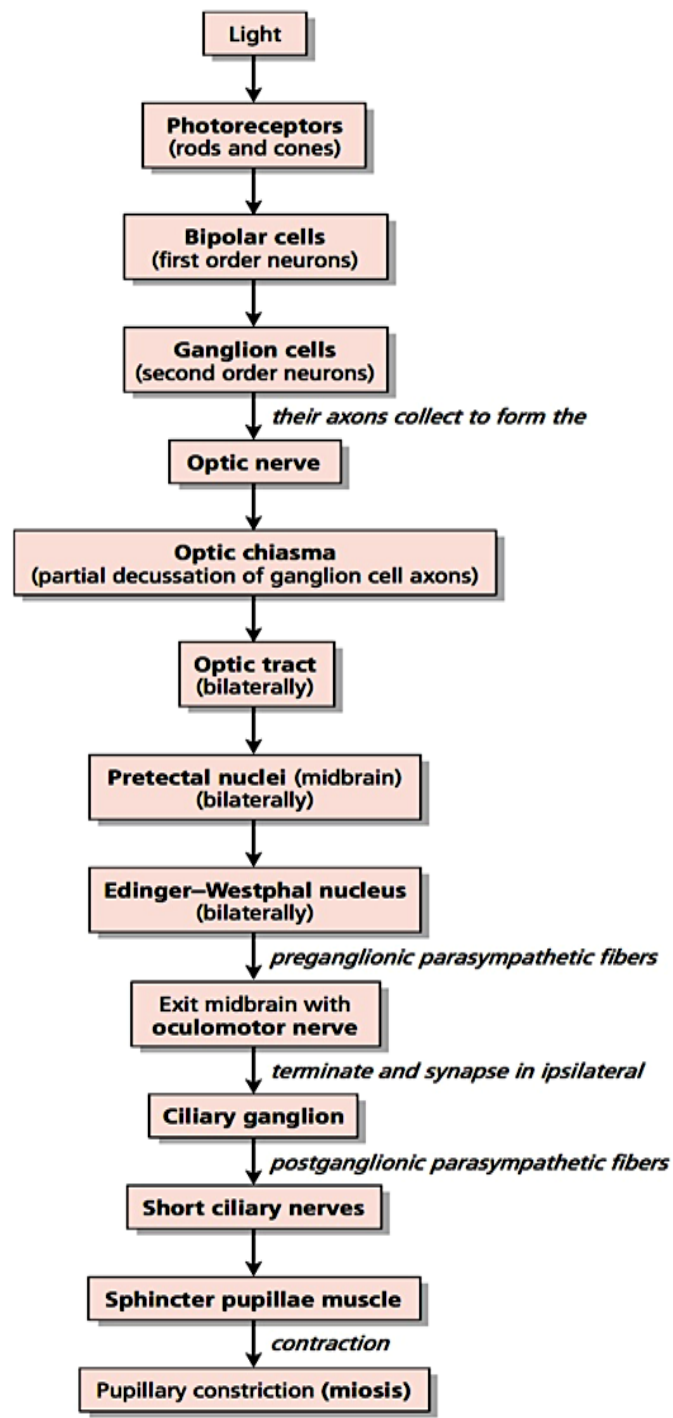 Light
Photoreceptors
(rods and cones)
Bipolar cells
(first order neurons)
Ganglion cells
(second order neurons)
their axons collect to form the
Optic nerve
Optic chiasma
(partial decussation of ganglion cell axons)
Optic tract
(bilaterally)
Pretectal nuclei (midbrain)
(bilaterally)
Edinger–Westphal nucleus
(bilaterally)
preganglionic parasympathetic fibers
Exit midbrain with
oculomotor nerve
terminate and synapse in ipsilateral
Ciliary ganglion
postganglionic parasympathetic fibers
Short ciliary nerves
Sphincter pupillae muscle
contraction
Pupillary constriction (miosis)